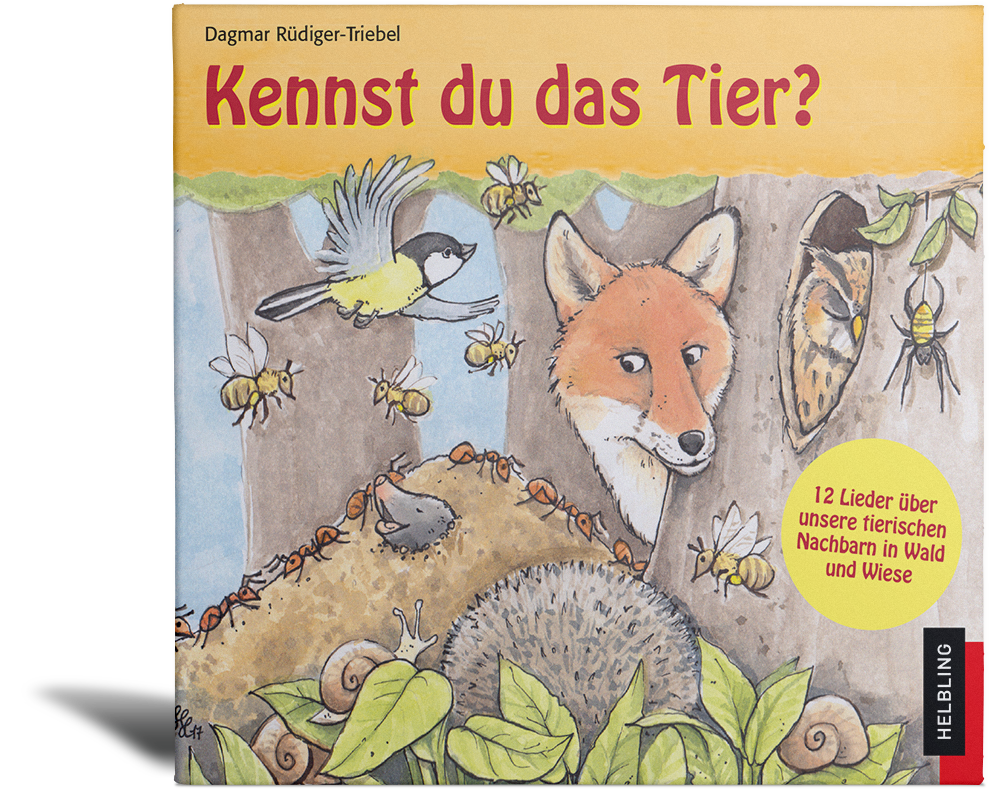 Dagmar Rüdiger-Triebel
Kennst du das Tier?
12 Lieder über
unsere tierischen
Nachbarn in Wald
und Wiese
HELBLING